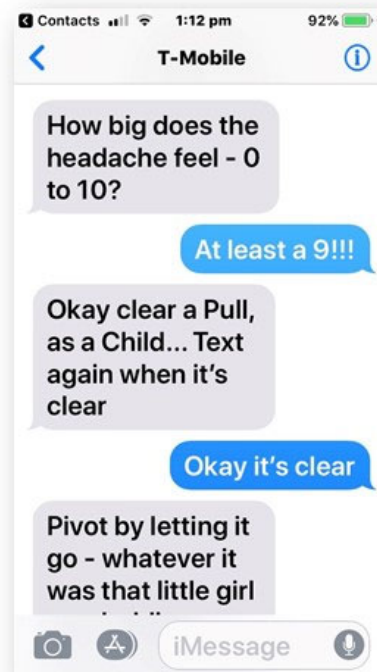 Contacts 1:12 pm 92%
T-Mobile
How big does the
headache feel - 0
to 10?
At least a 9!!!
Okay clear a Pull,
as a Child... Text
again when it's
clear
Okay it's clear
Pivot by letting it
go - whatever it
was that little girl
iMessage